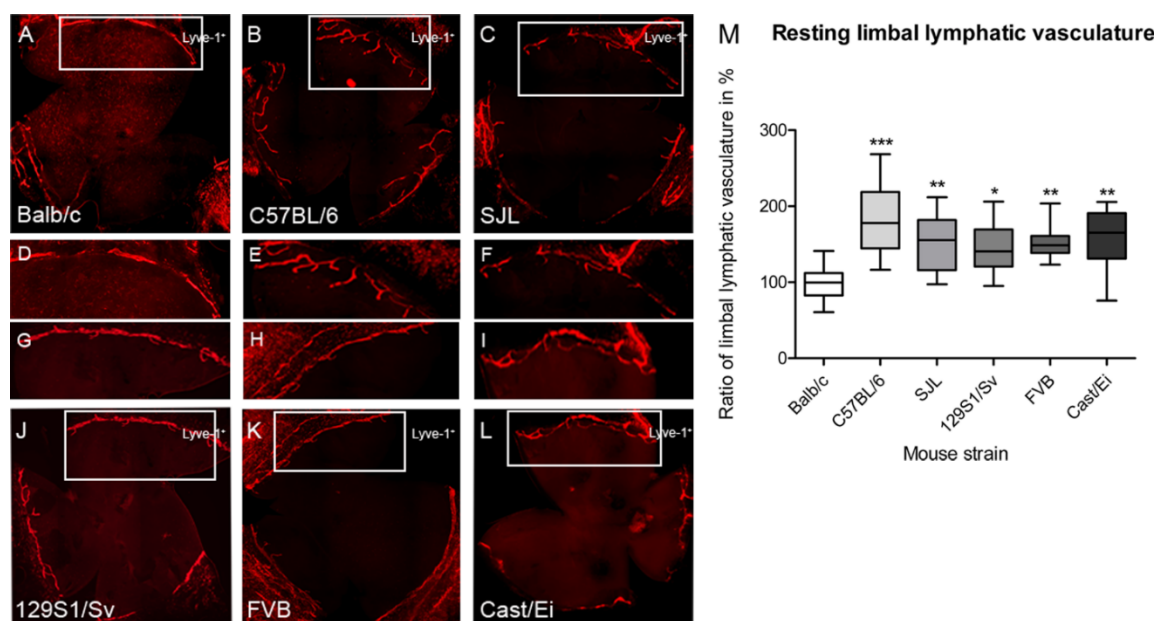 A
Lyve-1+
Balb/c
B
Lyve-1+
C57BL/6
C
Lyve-1+
SJL
D
E
F
G
H
I
J
Lyve-1+
129S1/Sv
K
Lyve-1+
FVB
L
Lyve-1+
Cast/Ei
M
Resting limbal lymphatic vasculature
Ratio of limbal lymphatic vasculature in %
300
200
100
0
***
**
*
**
**
Balb/c
C57BL/6
SJL
129S1/Sv
FVB
Cast/Ei
Mouse strain